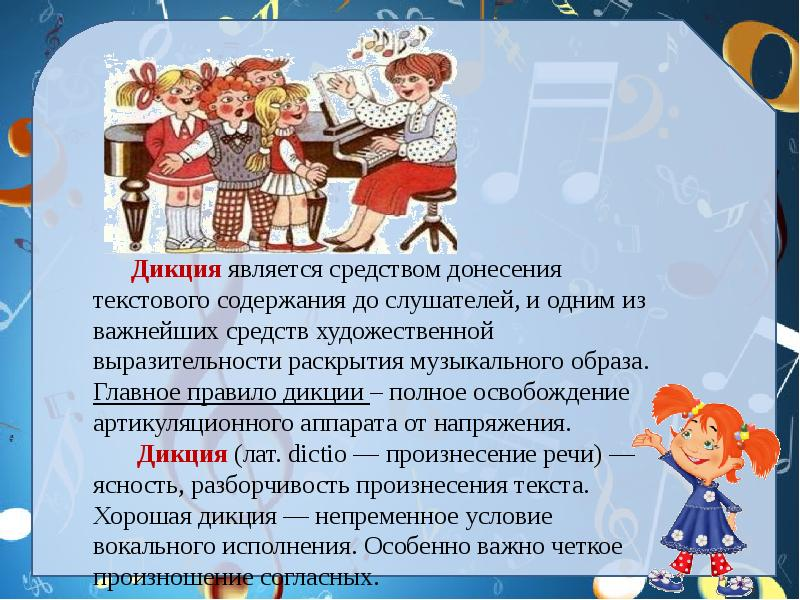 Дикция является средством донесения
текстового содержания до слушателей, и одним из
важнейших средств художественной
выразительности раскрытия музыкального образа.
Главное правило дикции – полное освобождение
артикуляционного аппарата от напряжения.
Дикция (лат. dictio — произнесение речи) —
ясность, разборчивость произнесения текста.
Хорошая дикция — непременное условие
вокального исполнения. Особенно важно четкое
произношение согласных.